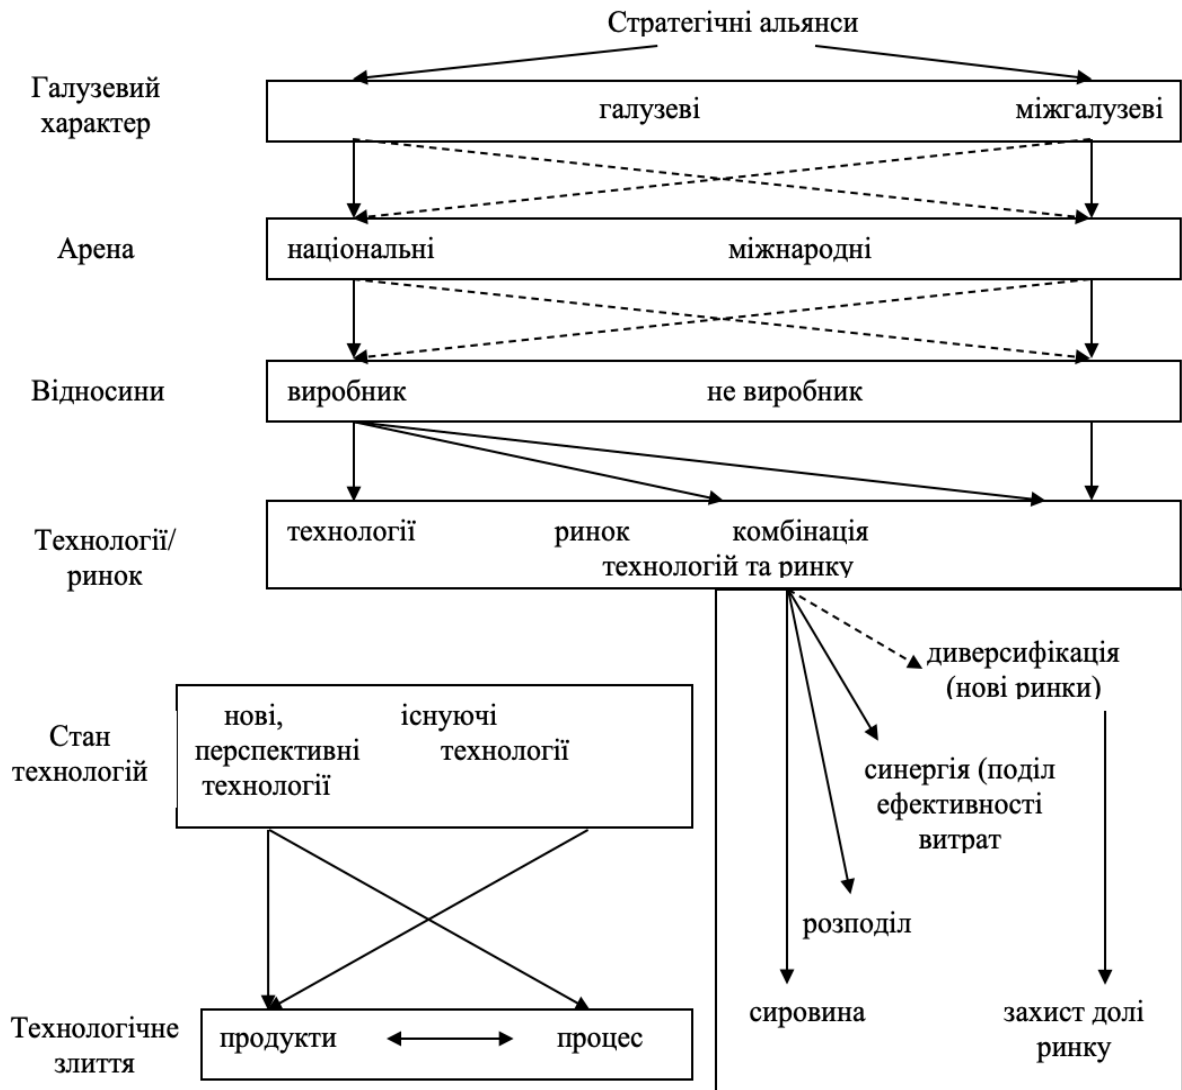 Стратегічні альянси
Галузевий
характер
галузеві міжгалузеві
Арена
національні міжнародні
Відносини
виробник не виробник
Технології/
ринок
технології ринок комбінація
технологій та ринку
диверсифікація
(нові ринки)
Стан
технологій
нові, існуючі
перспективні технології
технології
синергія (поділ
ефективності
витрат
розподіл
сировина
захист долі
ринку
Технологічне
злиття
продукти процес